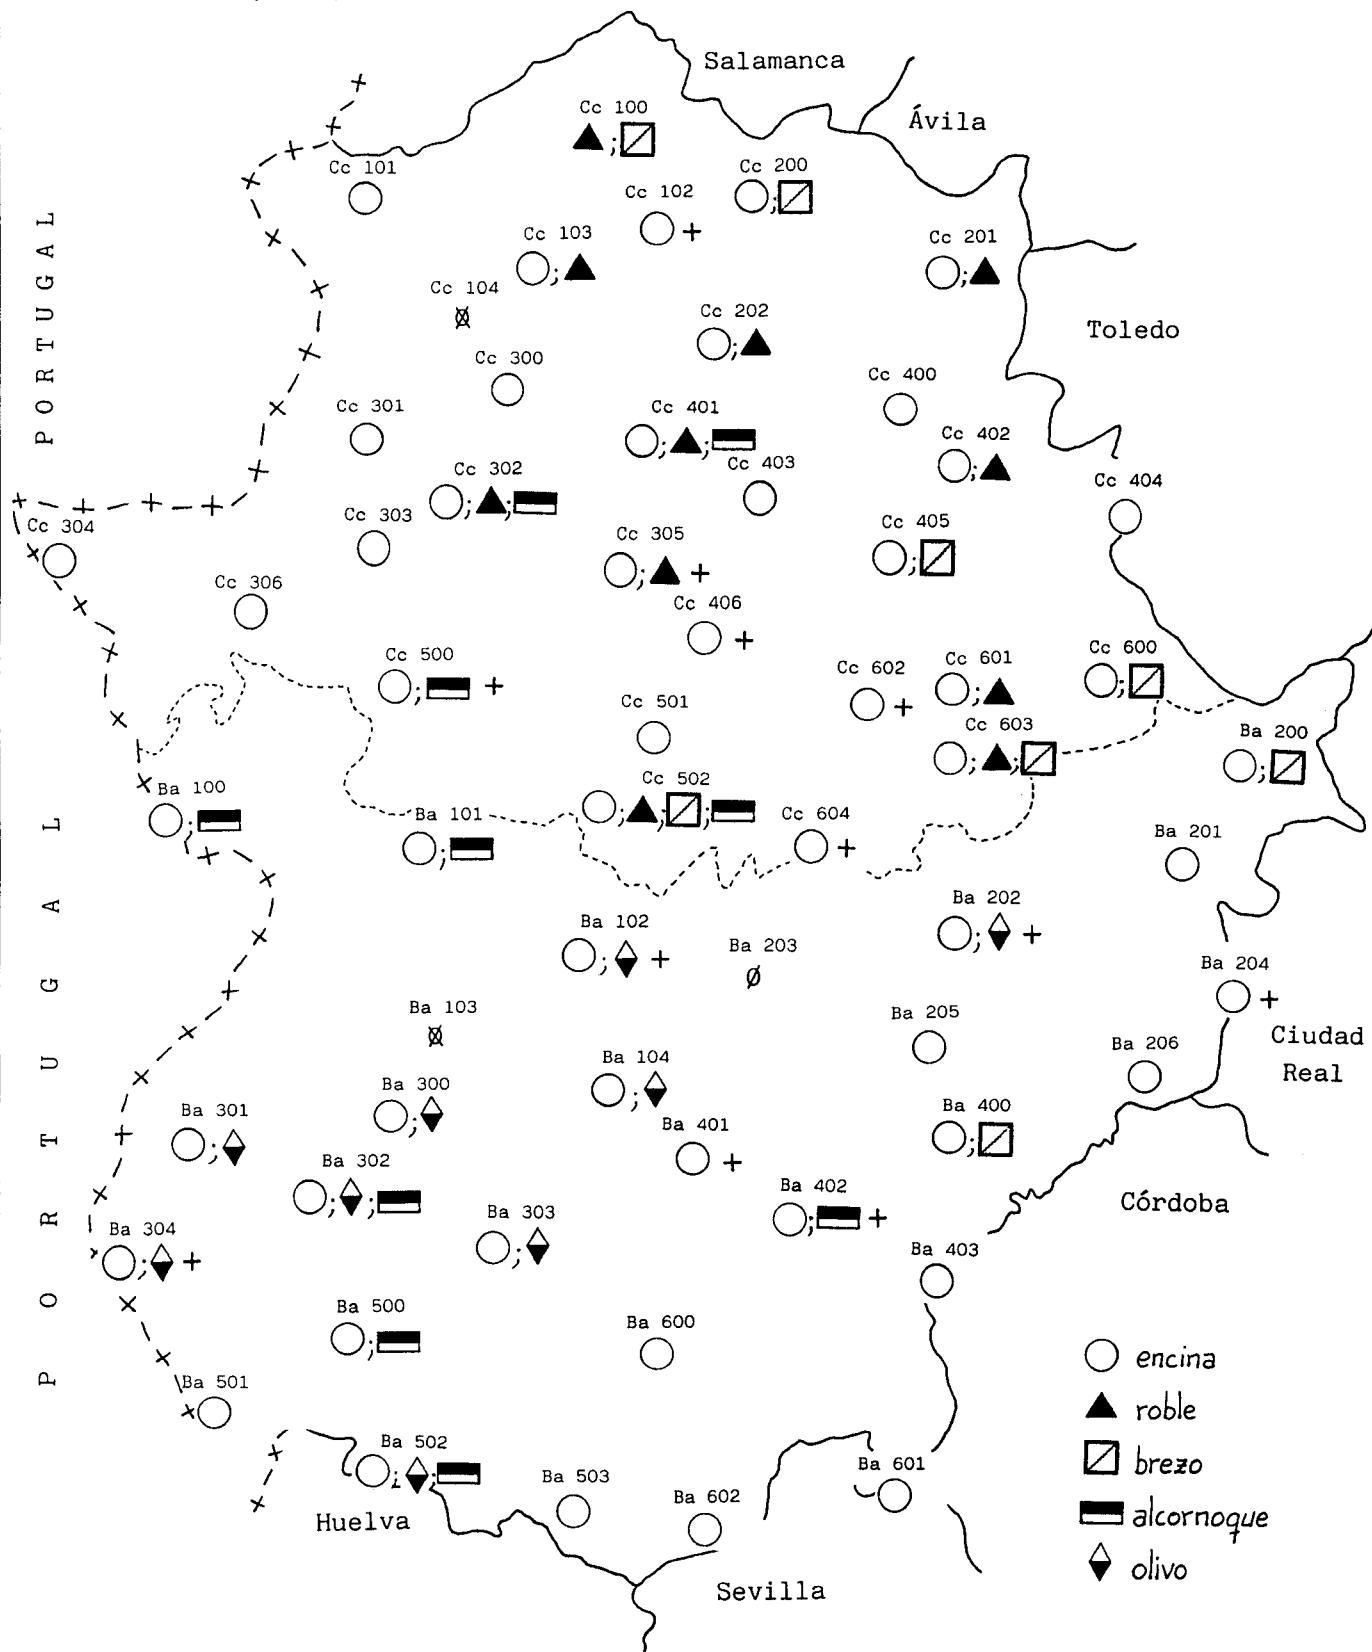 Salamanca
Cc 100
Ávila
Cc 101
Cc 200
Cc 102
Cc 103
Cc 201
Cc 104
Cc 202
Toledo
Cc 300
Cc 400
Cc 301
Cc 401
Cc 402
Cc 403
Cc 302
Cc 404
Cc 303
Cc 405
Cc 304
Cc 305
Cc 306
Cc 406
Cc 500
Cc 602
Cc 601
Cc 600
Cc 501
Cc 603
Ba 200
Cc 502
Ba 100
Ba 101
Cc 604
Ba 201
Ba 202
Ba 102
Ba 203
Ba 204
Ba 103
Ba 205
Ciudad
Real
Ba 206
Ba 104
Ba 300
Ba 301
Ba 400
Ba 401
Ba 302
Ba 402
Córdoba
Ba 303
Ba 304
Ba 403
Ba 500
Ba 600
Ba 501
Ba 502
Ba 503
Ba 601
Ba 602
Huelva
Sevilla
PORTUGAL
PORTUGAL
encina
roble
brezo
alcornoque
olivo